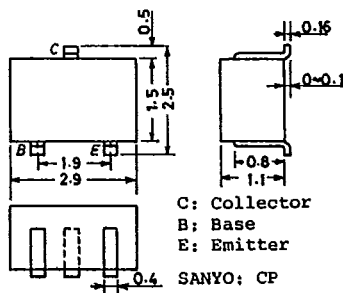 C
0.5
0.16
1.5
2.5
0~0.1
B
E
1.9
2.9
0.8
1.1
C: Collector
B: Base
E: Emitter
0.4
SANYO: CP